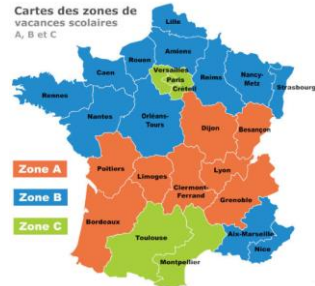 Cartes des zones de
vacances scolaires
A, B et C
Lille
Amiens
Rouen
Caen
Versailles
Paris
Créteil
Reims
Nancy-
Metz
Strasbourg
Rennes
Nantes
Orléans-
Tours
Dijon
Besançon
Poitiers
Limoges
Clermont-
Ferrand
Lyon
Grenoble
Bordeaux
Toulouse
Montpellier
Aix-Marseille
Nice
Zone A
Zone B
Zone C